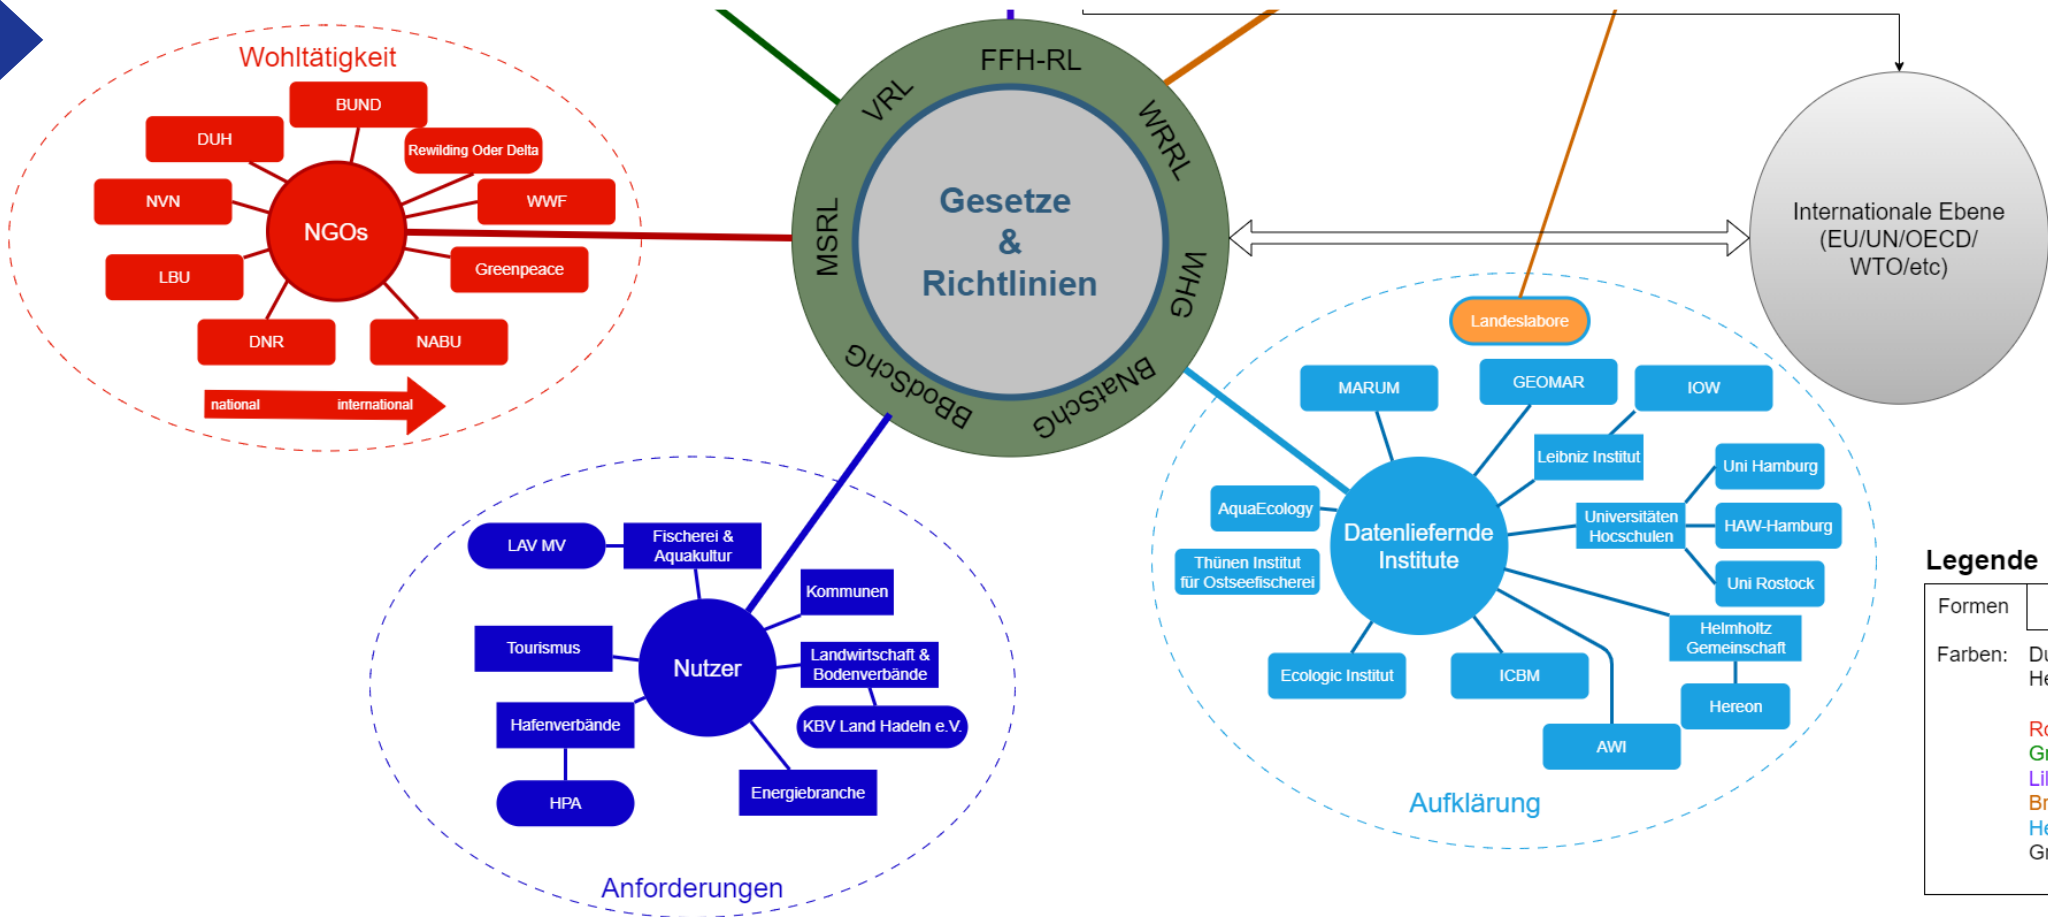 Wohltätigkeit
BUND
DUH
Rewilding Oder Delta
NVN
WWF
NGOs
LBU
Greenpeace
DNR
NABU
national international
FFH-RL
VRL
WRRL
MSRL
WHG
BBodSchG
BNatSchG
Gesetze
&
Richtlinien
Internationale Ebene
(EU/UN/OECD/
WTO/etc)
Landeslabore
MARUM
GEOMAR
IOW
Leibniz Institut
Uni Hamburg
AquaEcology
Universitäten
Hochschulen
HAW-Hamburg
Datenliefernde
Institute
Thünen Institut
für Ostseefischerei
Uni Rostock
Helmholtz
Gemeinschaft
Ecologic Institut
ICBM
Hereon
AWI
Aufklärung
LAV MV
Fischerei &
Aquakultur
Kommunen
Tourismus
Nutzer
Landwirtschaft &
Bodenverbände
Hafenverbände
KBV Land Hadeln e.V.
HPA
Energiebranche
Anforderungen
Legende
Formen
Farben: